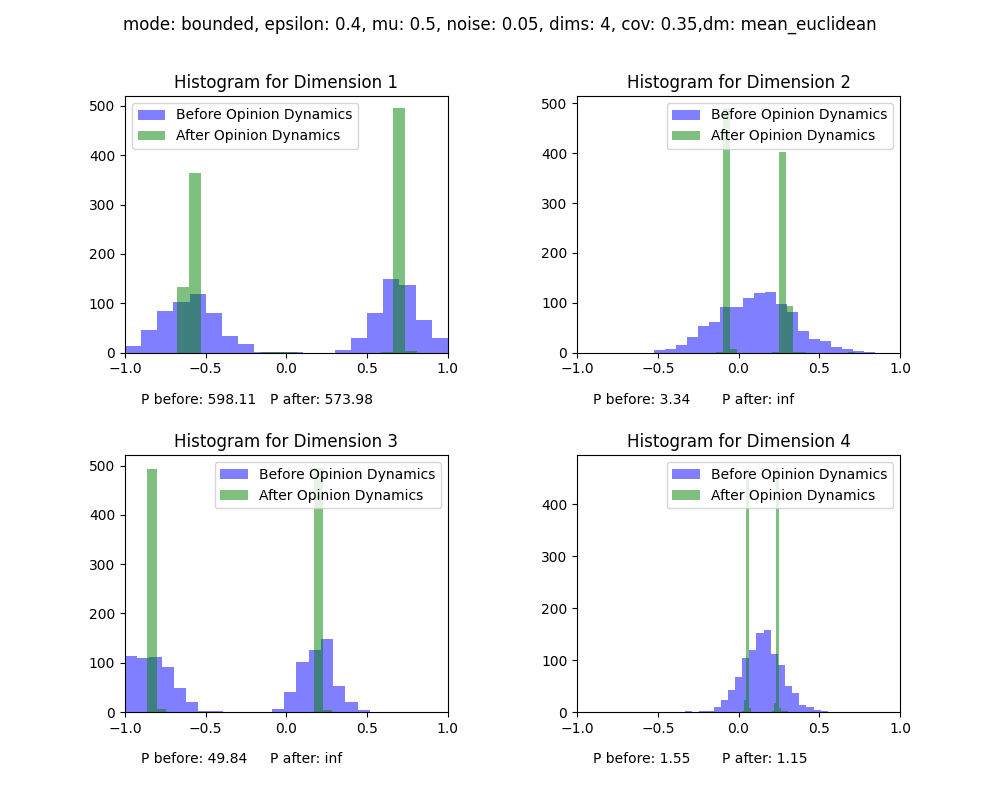 mode: bounded, epsilon: 0.4, mu: 0.5, noise: 0.05, dims: 4, cov: 0.35,dm: mean_euclidean
Histogram for Dimension 1
Before Opinion Dynamics
After Opinion Dynamics
500
400
300
200
100
0
−1.0 −0.5 0.0 0.5 1.0
P before: 598.11 P after: 573.98
Histogram for Dimension 2
Before Opinion Dynamics
After Opinion Dynamics
500
400
300
200
100
0
−1.0 −0.5 0.0 0.5 1.0
P before: 3.34 P after: inf
Histogram for Dimension 3
Before Opinion Dynamics
After Opinion Dynamics
500
400
300
200
100
0
−1.0 −0.5 0.0 0.5 1.0
P before: 49.84 P after: inf
Histogram for Dimension 4
Before Opinion Dynamics
After Opinion Dynamics
400
300
200
100
0
−1.0 −0.5 0.0 0.5 1.0
P before: 1.55 P after: 1.15